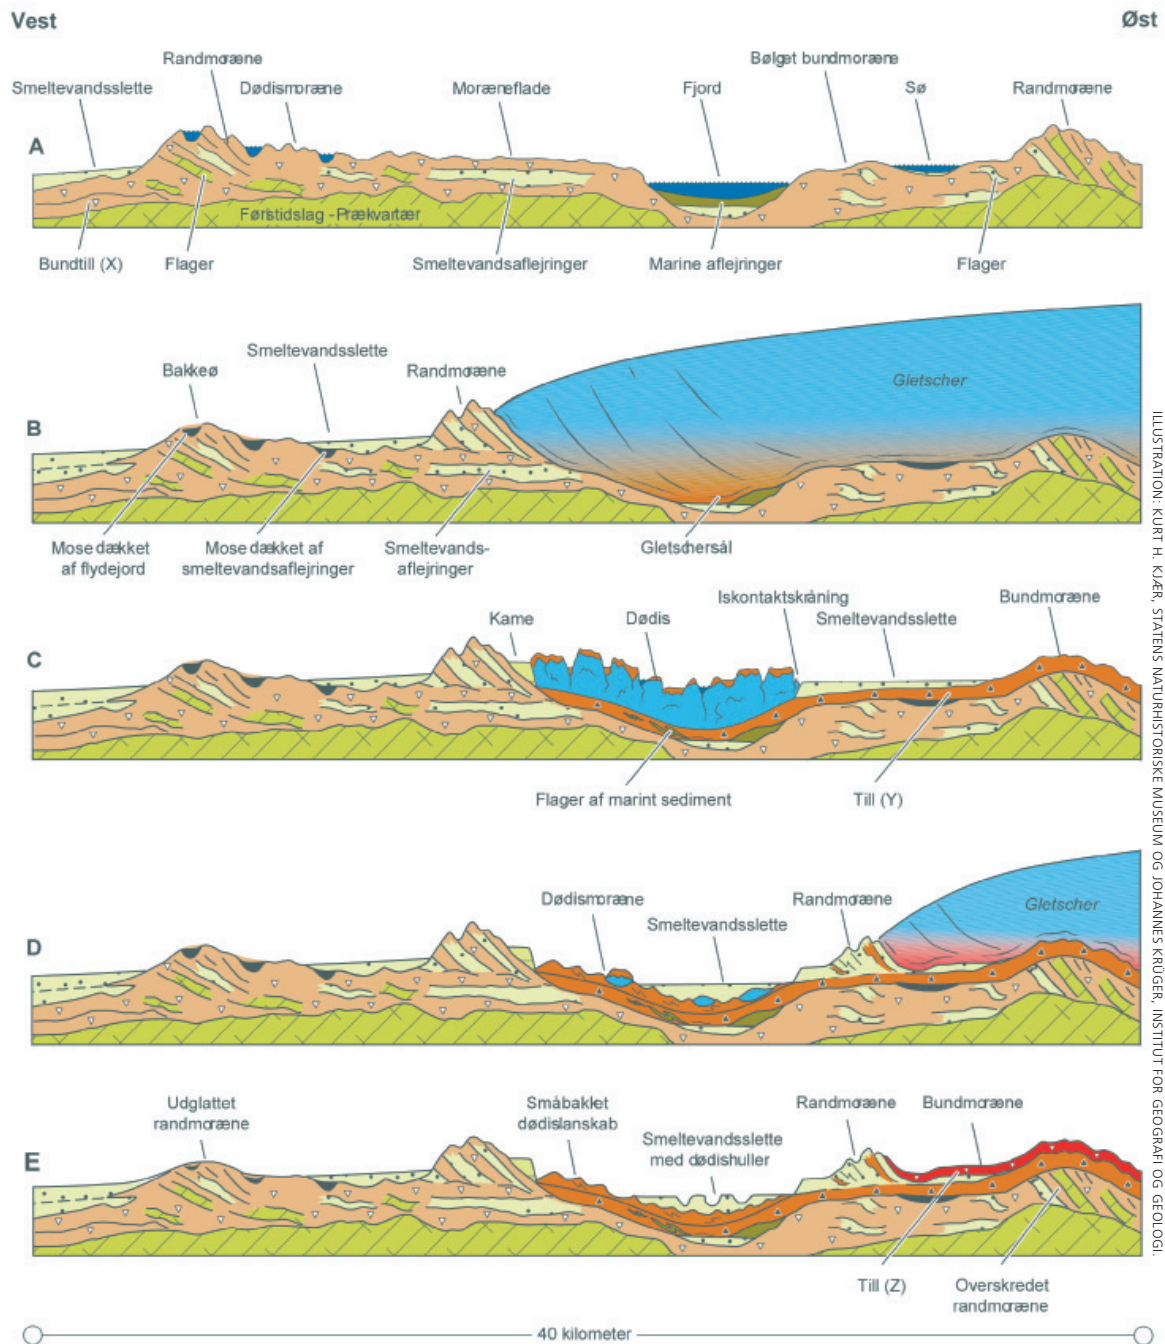 Vest
Øst
Randmoræne
Bølget bundmoræne
Smeltevandsslette
Dødismoræne
Moræneflade
Fjord
Sø
Randmoræne
A
Føristidslag - Prækvartær
Bundtill (X)
Flager
Smeltevandsaflejringer
Marine aflejringer
Flager
Smeltevandsslette
Bakkeø
Randmoræne
Gletscher
B
Mose dækket
af flydejord
Mose dækket af
smeltevandsaflejringer
Smeltevands-
aflejringer
Gletschersål
Iskontaktskråning
Bundmoræne
Kame
Dødis
Smeltevandsslette
C
Flager af marint sediment
Till (Y)
Dødismoræne
Randmoræne
Smeltevandsslette
Gletscher
D
Udglattet
randmoræne
Småbakket
dødislanskab
Randmoræne
Bundmoræne
Smeltevandsslette
med dødishuller
E
Till (Z)
Overskredet
randmoræne
40 kilometer
ILLUSTRATION: KURT H. KJÆR, STATENS NATURHISTORISKE MUSEUM OG JOHANNES KRÜGER, INSTITUT FOR GEOGRAFI OG GEOLOGI.